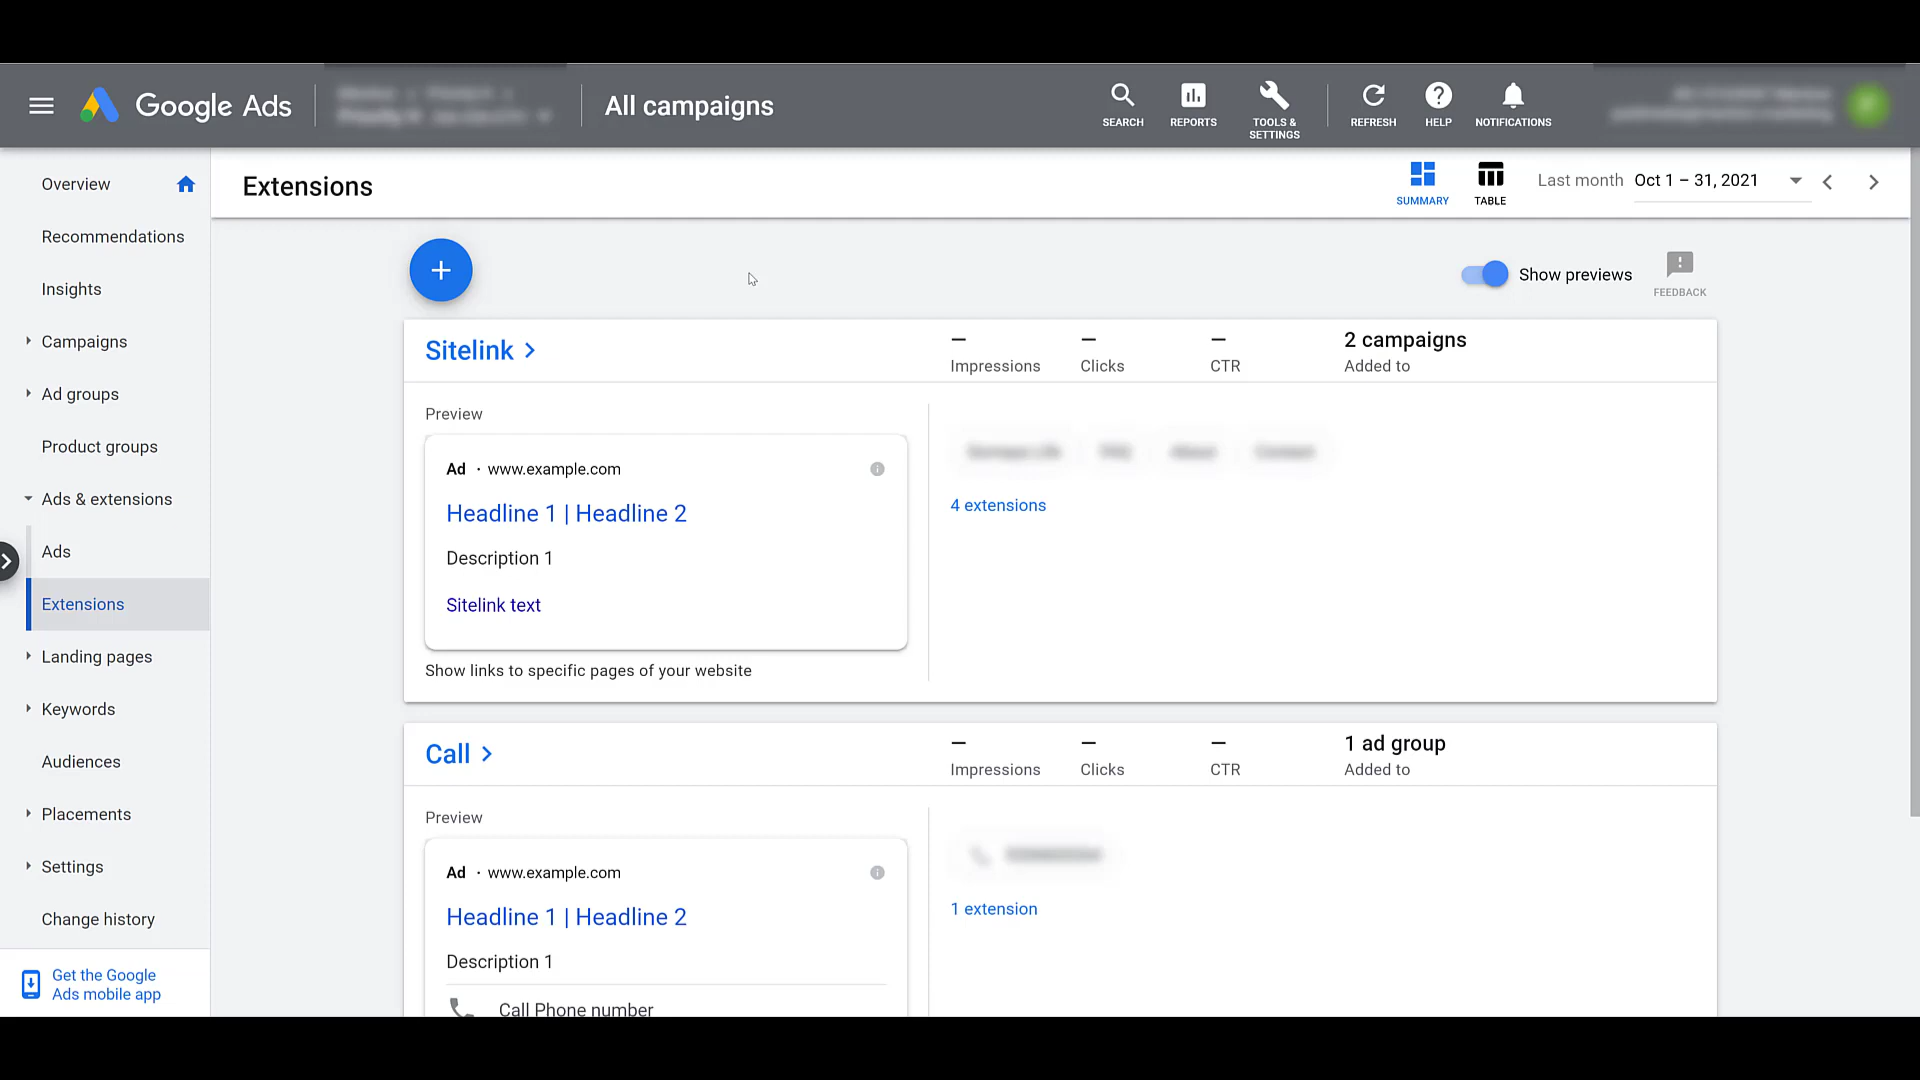 Google Ads
All campaigns
SEARCH
REPORTS
TOOLS &
SETTINGS
REFRESH
HELP
NOTIFICATIONS
Overview
Recommendations
Insights
Campaigns
Ad groups
Product groups
Ads & extensions
Ads
Extensions
Landing pages
Keywords
Audiences
Placements
Settings
Change history
Get the Google
Ads mobile app
Extensions
SUMMARY
TABLE
Last month Oct 1 – 31, 2021
+
Show previews
FEEDBACK
Sitelink
– – – 2 campaigns
Impressions Clicks CTR Added to
Preview
Ad · www.example.com
Headline 1 | Headline 2
Description 1
Sitelink text
Show links to specific pages of your website
4 extensions
Call
– – – 1 ad group
Impressions Clicks CTR Added to
Preview
Ad · www.example.com
Headline 1 | Headline 2
Description 1
Call Phone number
1 extension